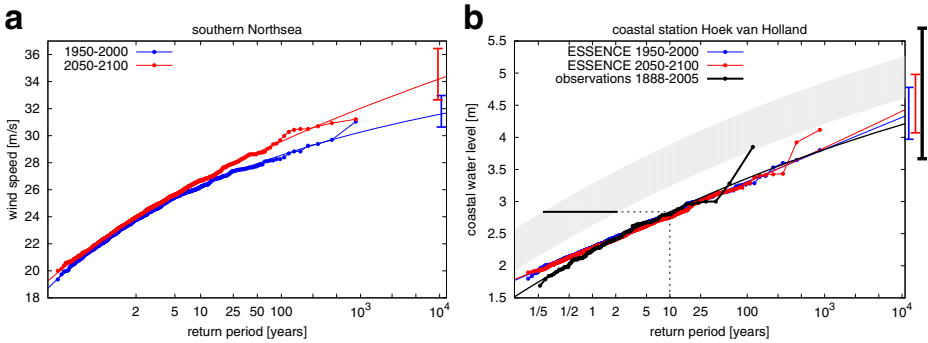 a
southern Northsea
1950-2000
2050-2100
wind speed [m/s]
36
34
32
30
28
26
24
22
20
18
2 5 10 25 50 100 10³ 10⁴
return period [years]
b
coastal station Hoek van Holland
ESSENCE 1950-2000
ESSENCE 2050-2100
observations 1888-2005
coastal water level [m]
5.5
5
4.5
4
3.5
3
2.5
2
1.5
1/5 1/2 1 2 5 10 25 100 10³ 10⁴
return period [years]